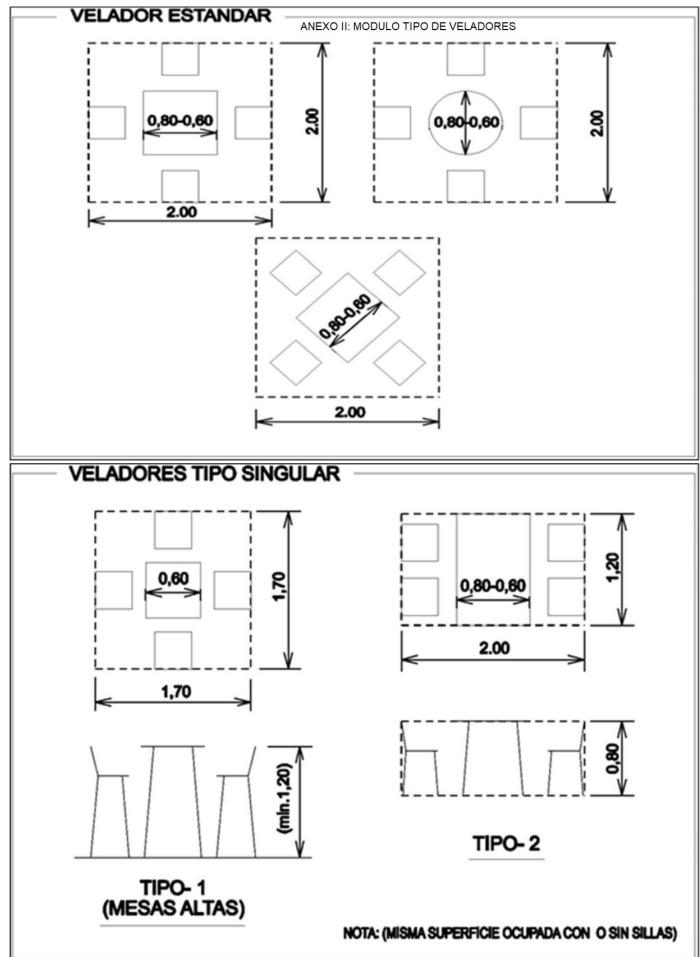 VELADOR ESTANDAR
ANEXO II: MODULO TIPO DE VELADORES
0,80-0,60
2.00
2.00
0,80-0,60
2.00
0,80-0,60
2.00
VELADORES TIPO SINGULAR
0,60
1,70
1,70
0,80-0,60
1,20
2.00
(min.1,20)
TIPO- 1
(MESAS ALTAS)
0,80
TIPO- 2
NOTA: (MISMA SUPERFICIE OCUPADA CON O SIN SILLAS)